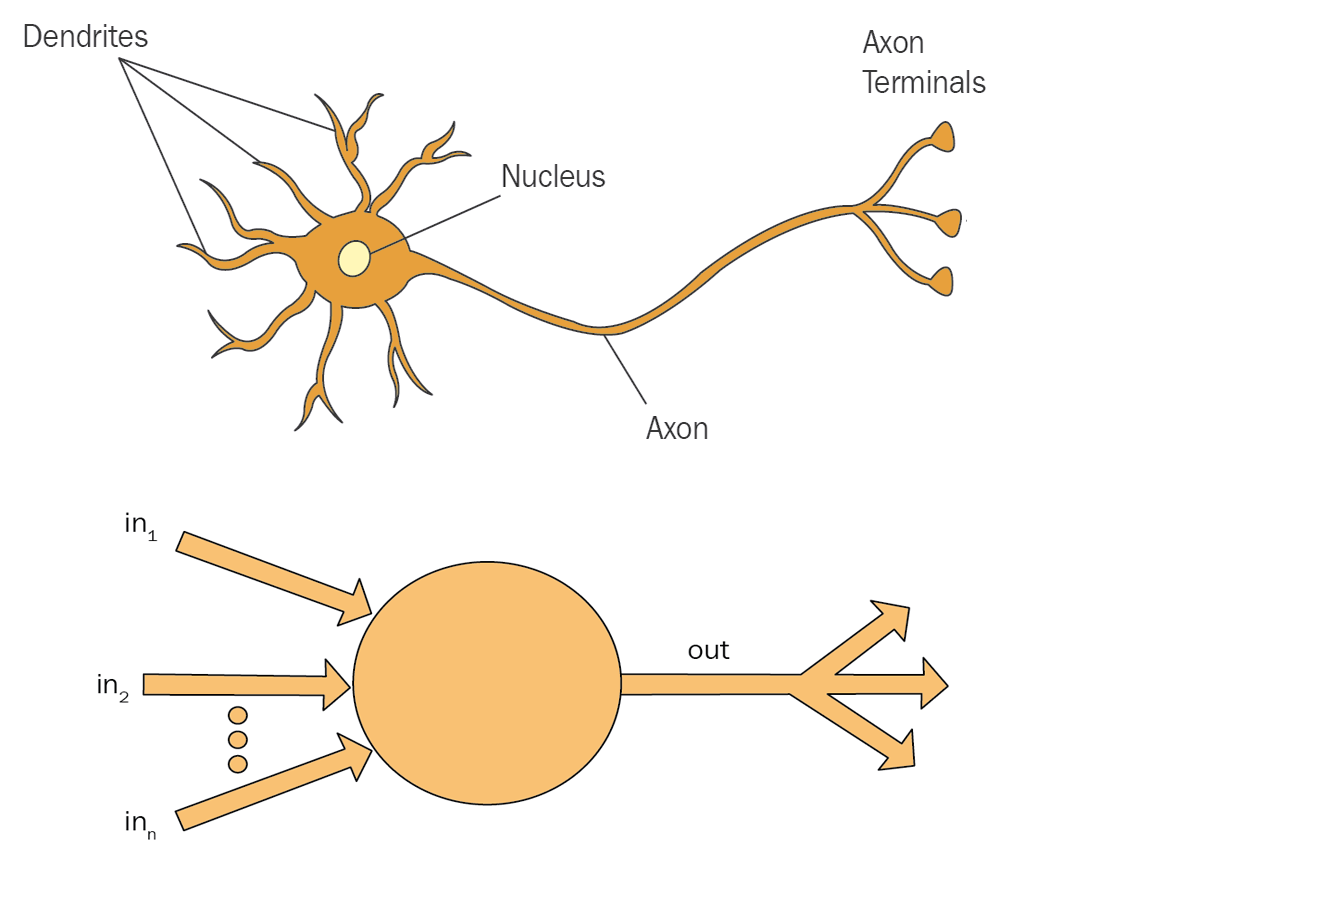 Dendrites
Axon
Terminals
Nucleus
Axon
in₁
out
in₂
inₙ